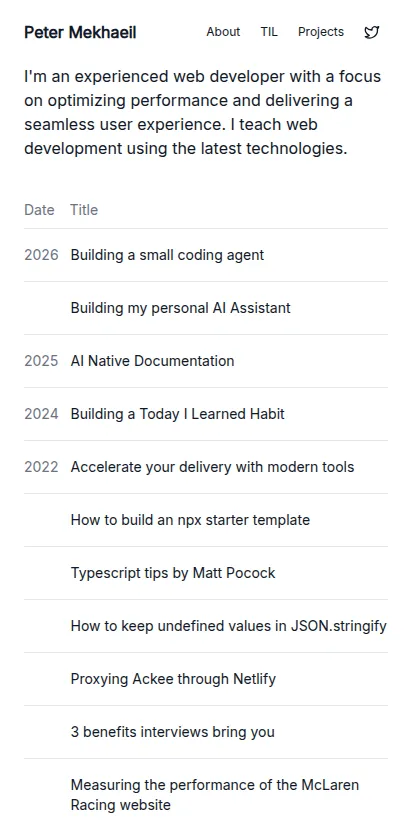 Peter Mekhaeil About TIL Projects
I'm an experienced web developer with a focus
on optimizing performance and delivering a
seamless user experience. I teach web
development using the latest technologies.
Date Title
2026 Building a small coding agent
Building my personal AI Assistant
2025 AI Native Documentation
2024 Building a Today I Learned Habit
2022 Accelerate your delivery with modern tools
How to build an npx starter template
Typescript tips by Matt Pocock
How to keep undefined values in JSON.stringify
Proxying Ackee through Netlify
3 benefits interviews bring you
Measuring the performance of the McLaren
Racing website